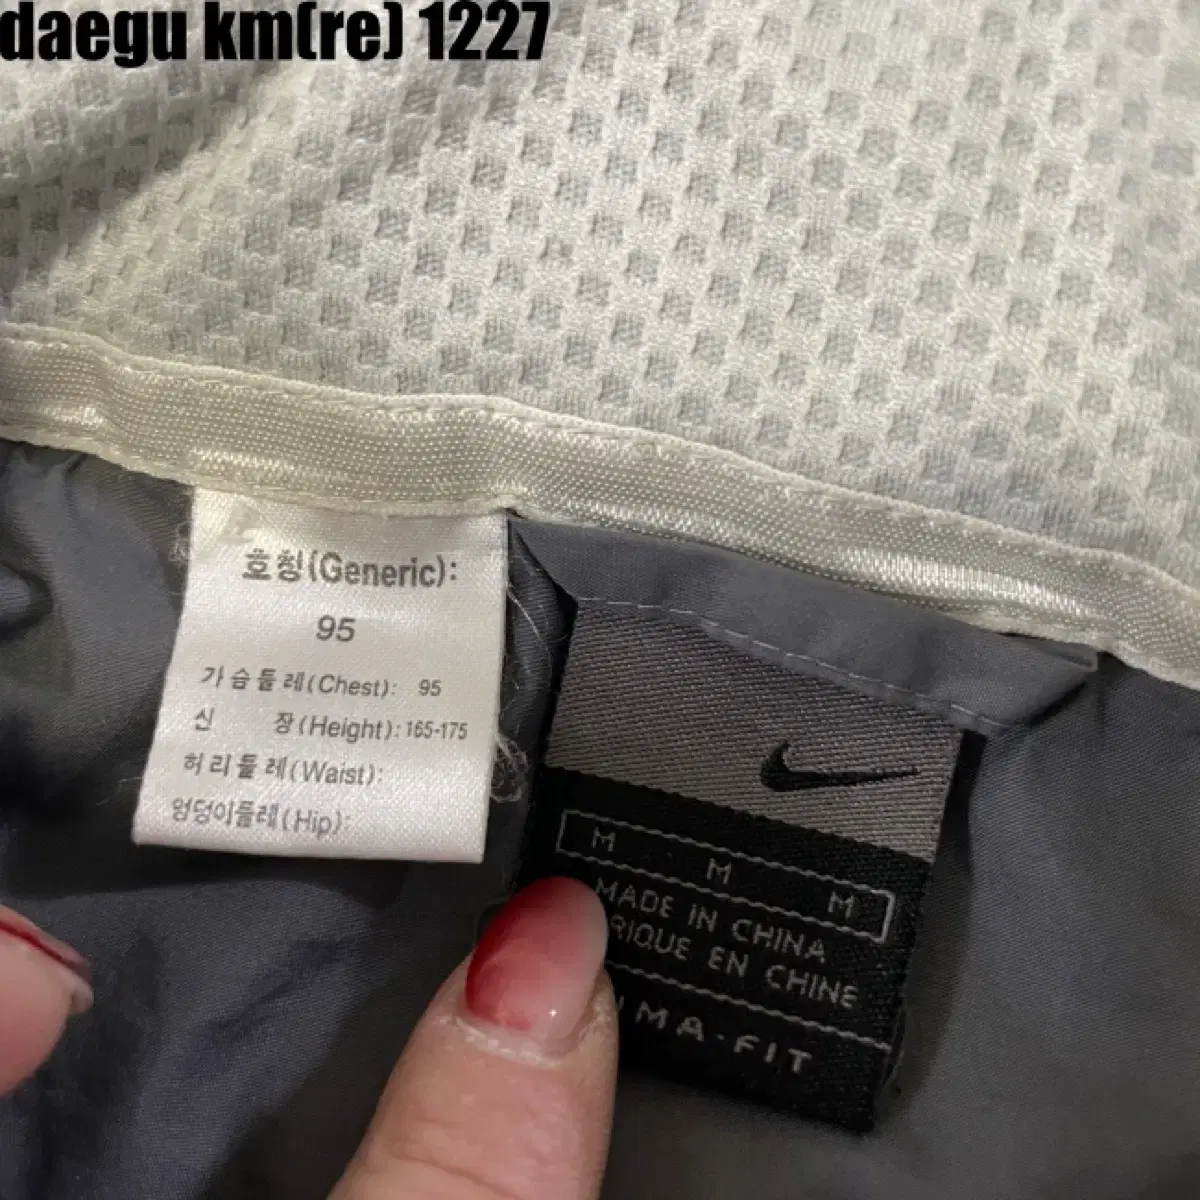 daegu km(re) 1227
호칭(Generic):
95
가슴둘레(Chest): 95
신 장(Height): 165-175
허리둘레(Waist):
엉덩이둘레(Hip):
M M M
MADE IN CHINA
RIQUE EN CHINE
MA·FIT